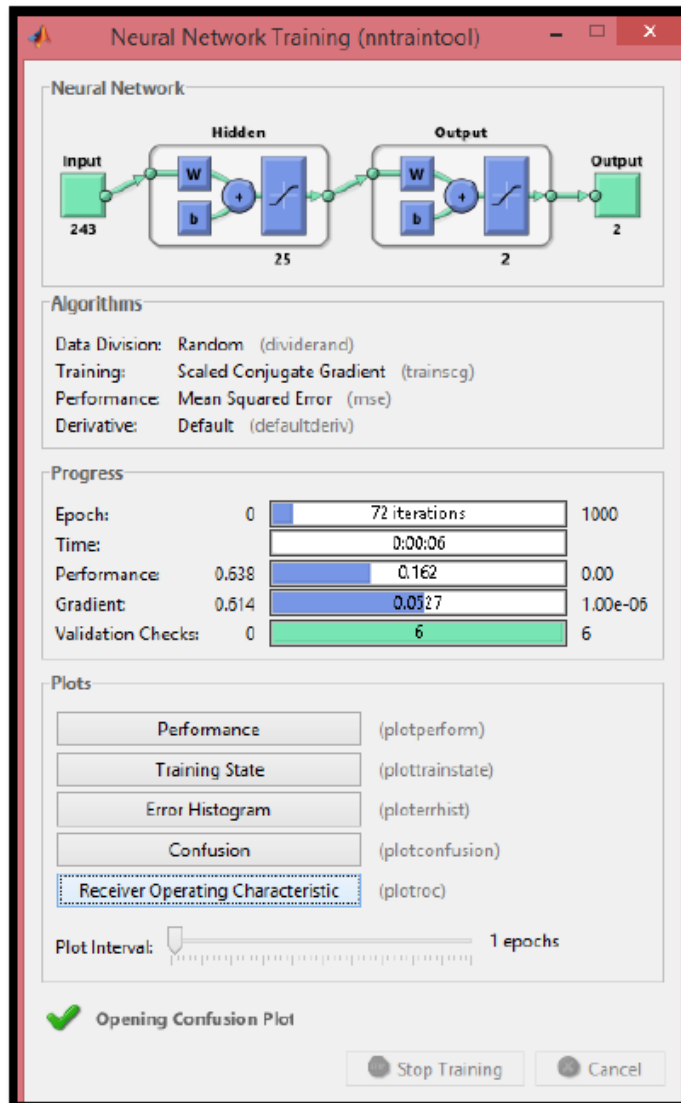 Neural Network Training (nntraintool)
Neural Network
Hidden
Output
Input
Output
W
b
+
W
b
+
243
25
2
2
Algorithms
Data Division: Random (dividerand)
Training: Scaled Conjugate Gradient (trainscg)
Performance: Mean Squared Error (mse)
Derivative: Default (defaultderiv)
Progress
Epoch: 0 72 iterations 1000
Time: 0:00:06
Performance: 0.638 0.162 0.00
Gradient: 0.614 0.0527 1.00e-06
Validation Checks: 0 6 6
Plots
Performance (plotperform)
Training State (plottrainstate)
Error Histogram (ploterrhist)
Confusion (plotconfusion)
Receiver Operating Characteristic (plotroc)
Plot Interval: 1 epochs
Opening Confusion Plot
Stop Training Cancel